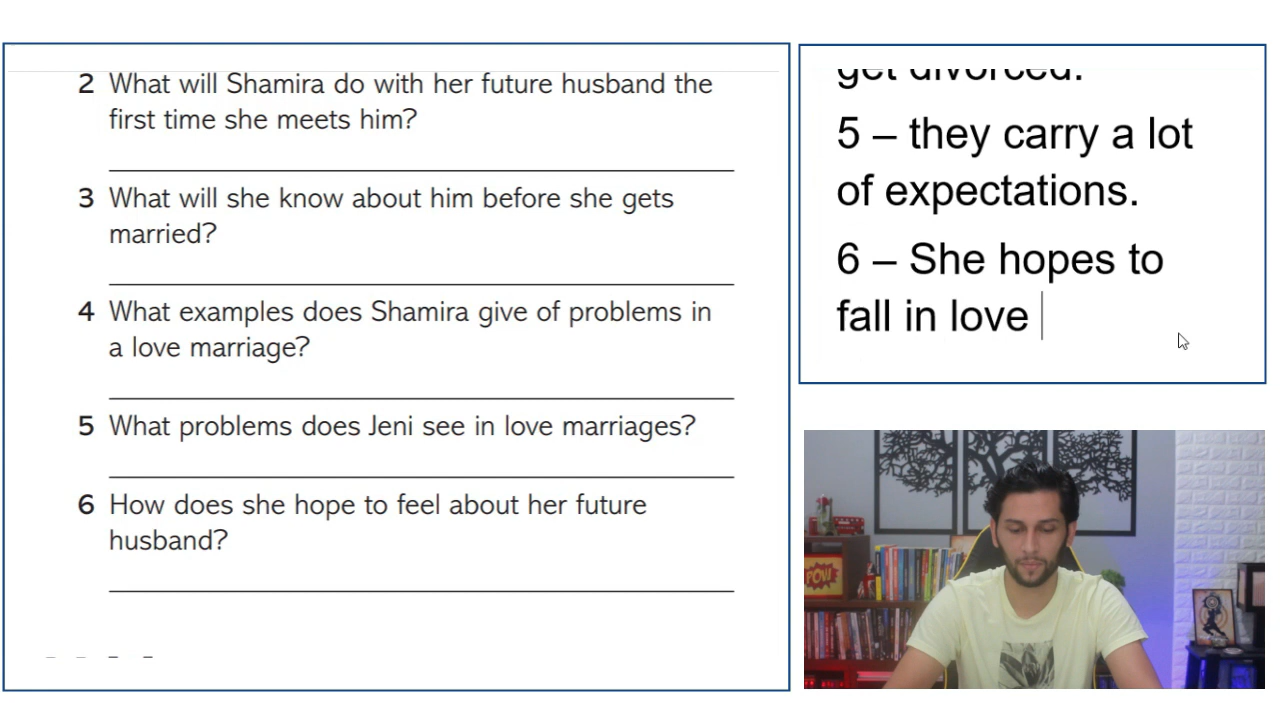 2 What will Shamira do with her future husband the
first time she meets him?
3 What will she know about him before she gets
married?
4 What examples does Shamira give of problems in
a love marriage?
5 What problems does Jeni see in love marriages?
6 How does she hope to feel about her future
husband?
get divorced.
5 – they carry a lot
of expectations.
6 – She hopes to
fall in love
POW!